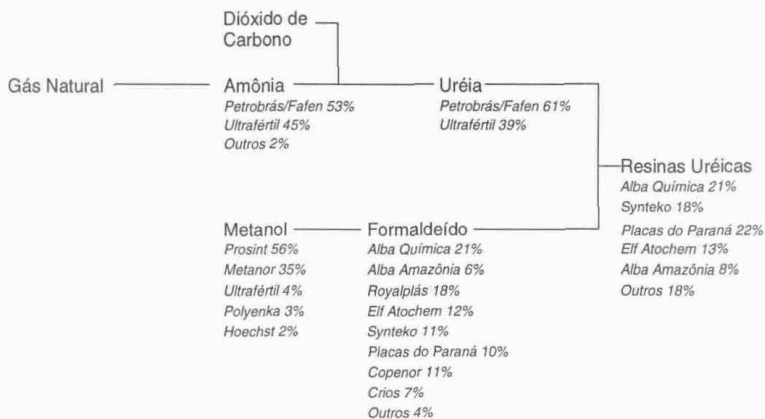 Dióxido de
Carbono
Gás Natural
Amônia
Petrobrás/Fafen 53%
Ultrafértil 45%
Outros 2%
Uréia
Petrobrás/Fafen 61%
Ultrafértil 39%
Resinas Uréicas
Alba Química 21%
Synteko 18%
Placas do Paraná 22%
Elf Atochem 13%
Alba Amazônia 8%
Outros 18%
Metanol
Prosint 56%
Metanor 35%
Ultrafértil 4%
Polyenka 3%
Hoechst 2%
Formaldeído
Alba Química 21%
Alba Amazônia 6%
Royalplás 18%
Elf Atochem 12%
Synteko 11%
Placas do Paraná 10%
Copenor 11%
Crios 7%
Outros 4%